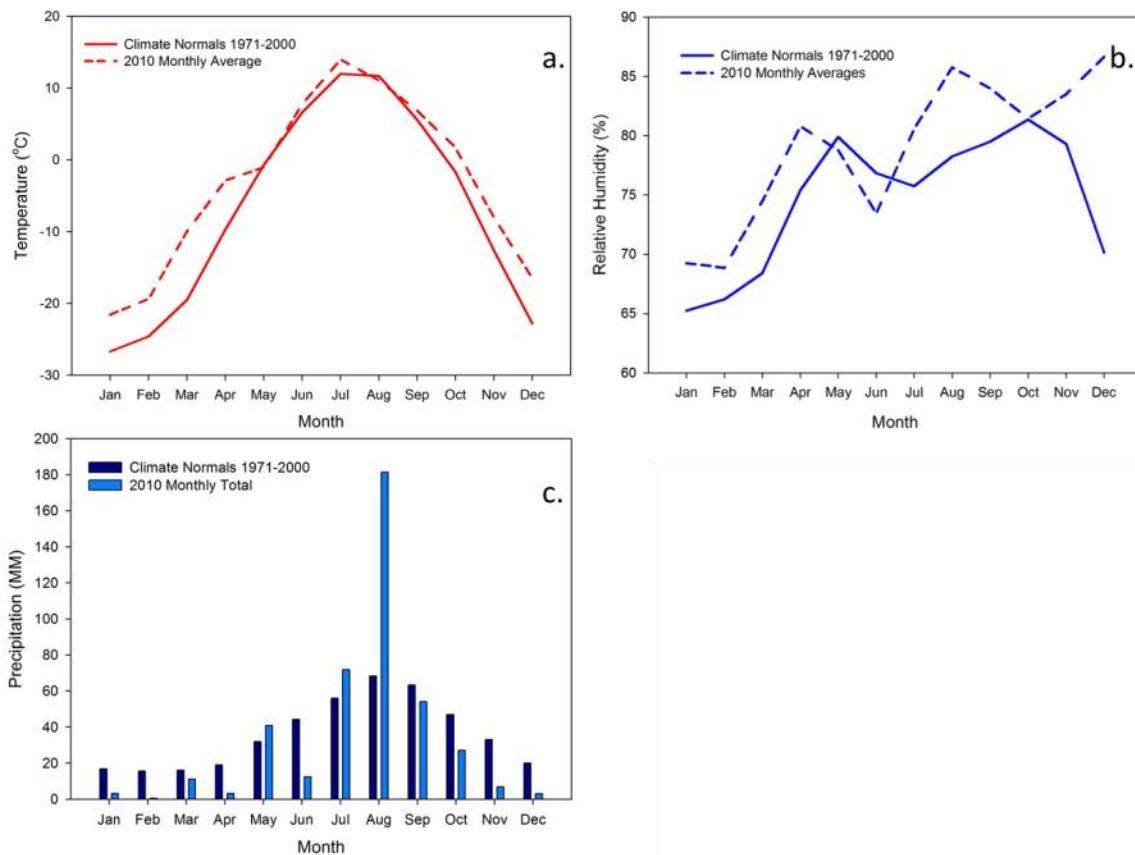 a.
Climate Normals 1971-2000
2010 Monthly Average
Temperature (°C)
20
10
0
-10
-20
-30
Jan Feb Mar Apr May Jun Jul Aug Sep Oct Nov Dec
Month
b.
Climate Normals 1971-2000
2010 Monthly Averages
Relative Humidity (%)
90
85
80
75
70
65
60
Jan Feb Mar Apr May Jun Jul Aug Sep Oct Nov Dec
Month
c.
Climate Normals 1971-2000
2010 Monthly Total
Precipitation (MM)
200
180
160
140
120
100
80
60
40
20
0
Jan Feb Mar Apr May Jun Jul Aug Sep Oct Nov Dec
Month